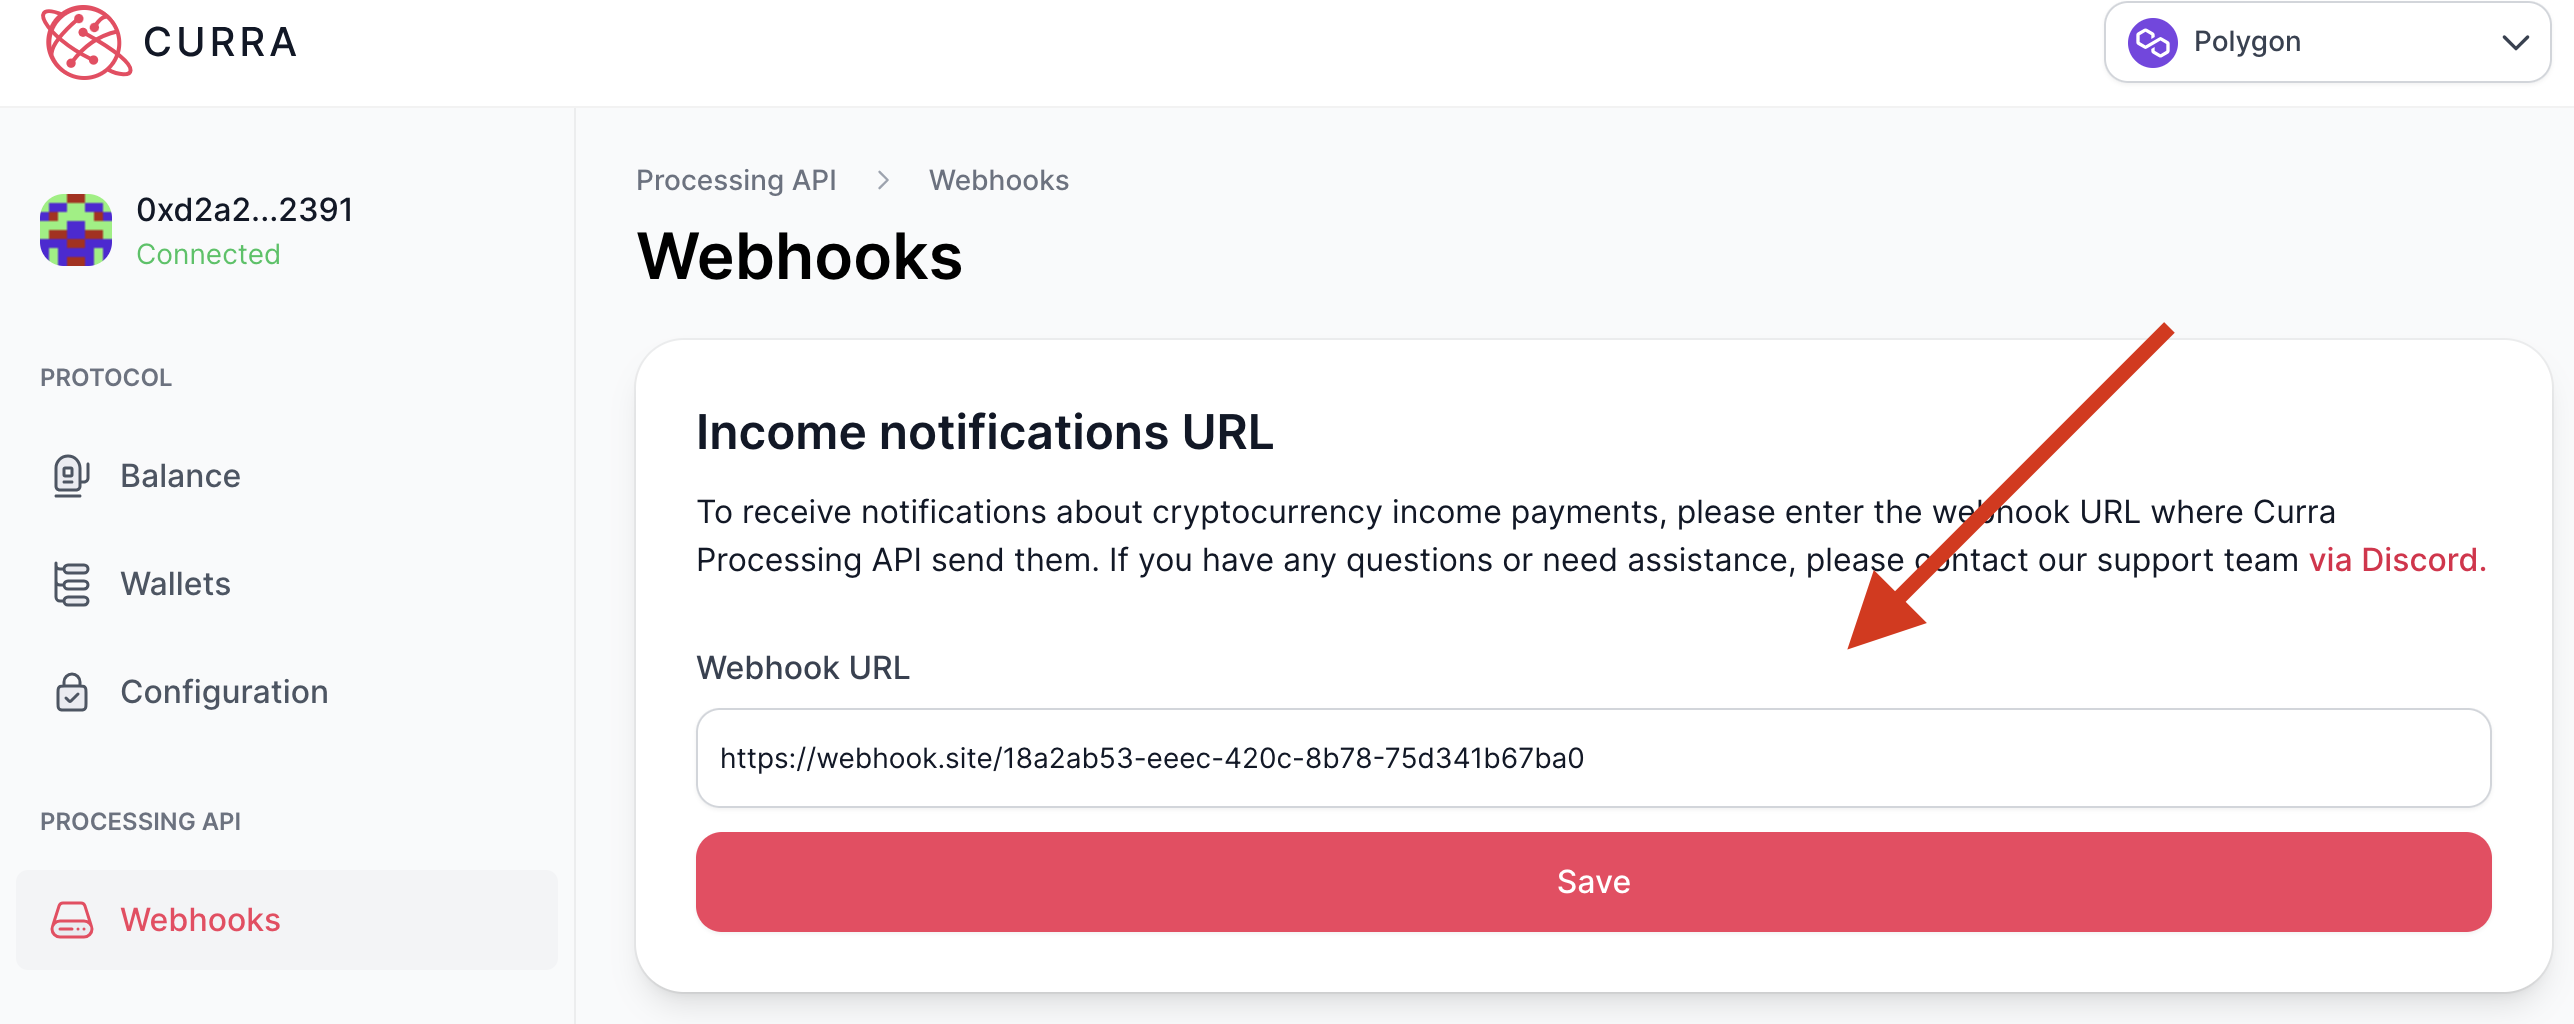 CURRA
Polygon
0xd2a2...2391
Connected
PROTOCOL
Balance
Wallets
Configuration
PROCESSING API
Webhooks
Processing API > Webhooks
Webhooks
Income notifications URL
To receive notifications about cryptocurrency income payments, please enter the webhook URL where Curra
Processing API send them. If you have any questions or need assistance, please contact our support team via Discord.
Webhook URL
https://webhook.site/18a2ab53-eeec-420c-8b78-75d341b67ba0
Save